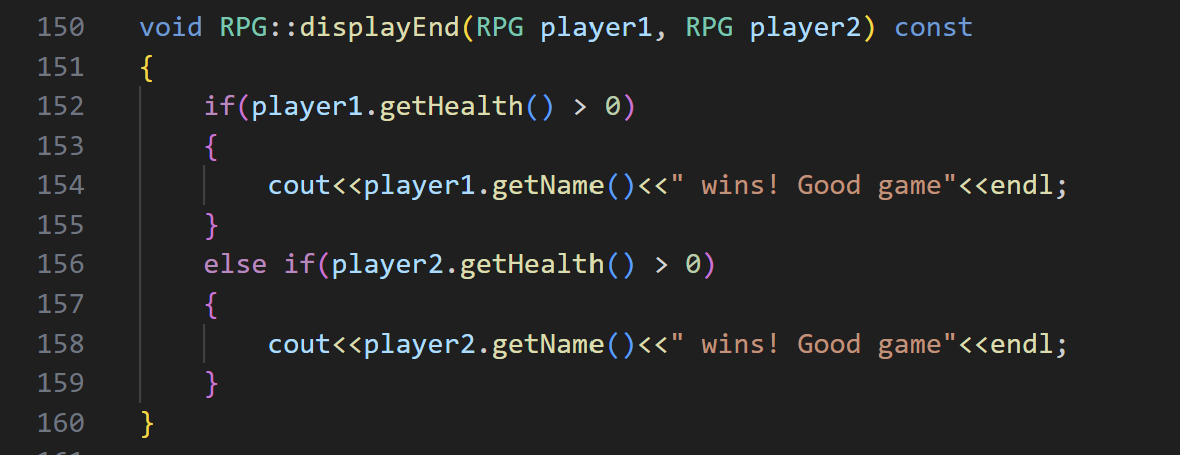 150 void RPG::displayEnd(RPG player1, RPG player2) const
151 {
152     if(player1.getHealth() > 0)
153     {
154         cout<<player1.getName()<<" wins! Good game"<<endl;
155     }
156     else if(player2.getHealth() > 0)
157     {
158         cout<<player2.getName()<<" wins! Good game"<<endl;
159     }
160 }